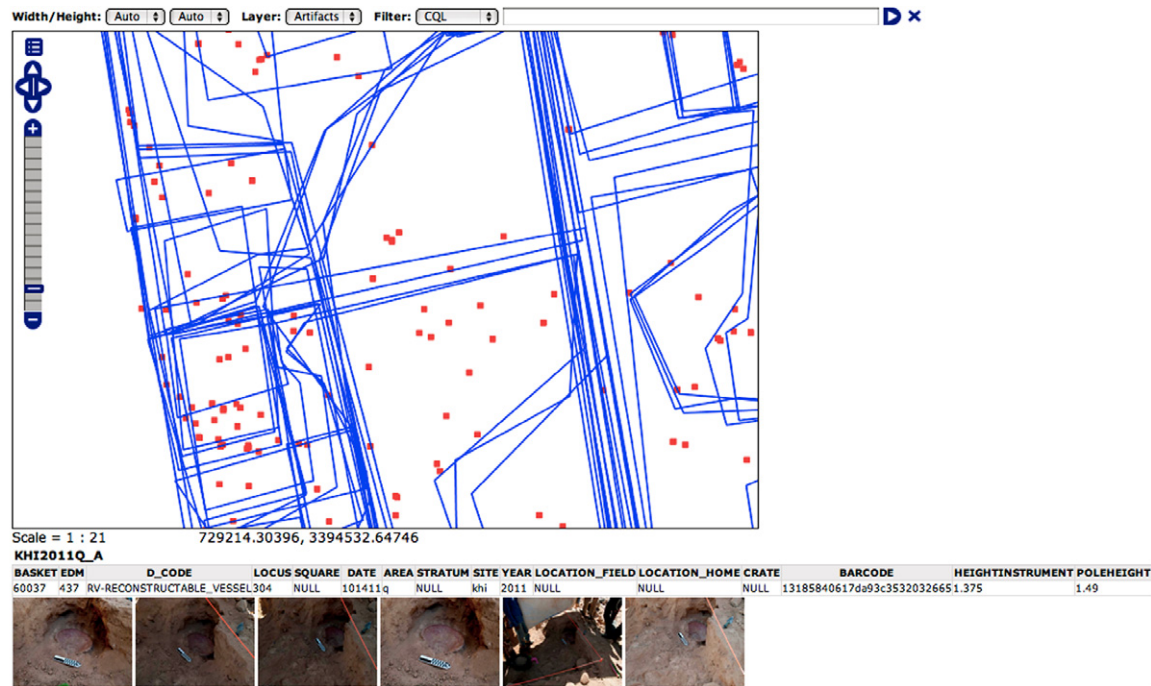 Width/Height: Auto Auto Layer: Artifacts Filter: CQL
Scale = 1 : 21 729214.30396, 3394532.64746
KHI2011Q_A
BASKET EDM D_CODE LOCUS SQUARE DATE AREA STRATUM SITE YEAR LOCATION_FIELD LOCATION_HOME CRATE BARCODE HEIGHTINSTRUMENT POLEHEIGHT
60037 437 RV-RECONSTRUCTABLE_VESSEL 304 NULL 101411 q NULL khi 2011 NULL NULL NULL 13185840617da93c3532032665 1.375 1.49